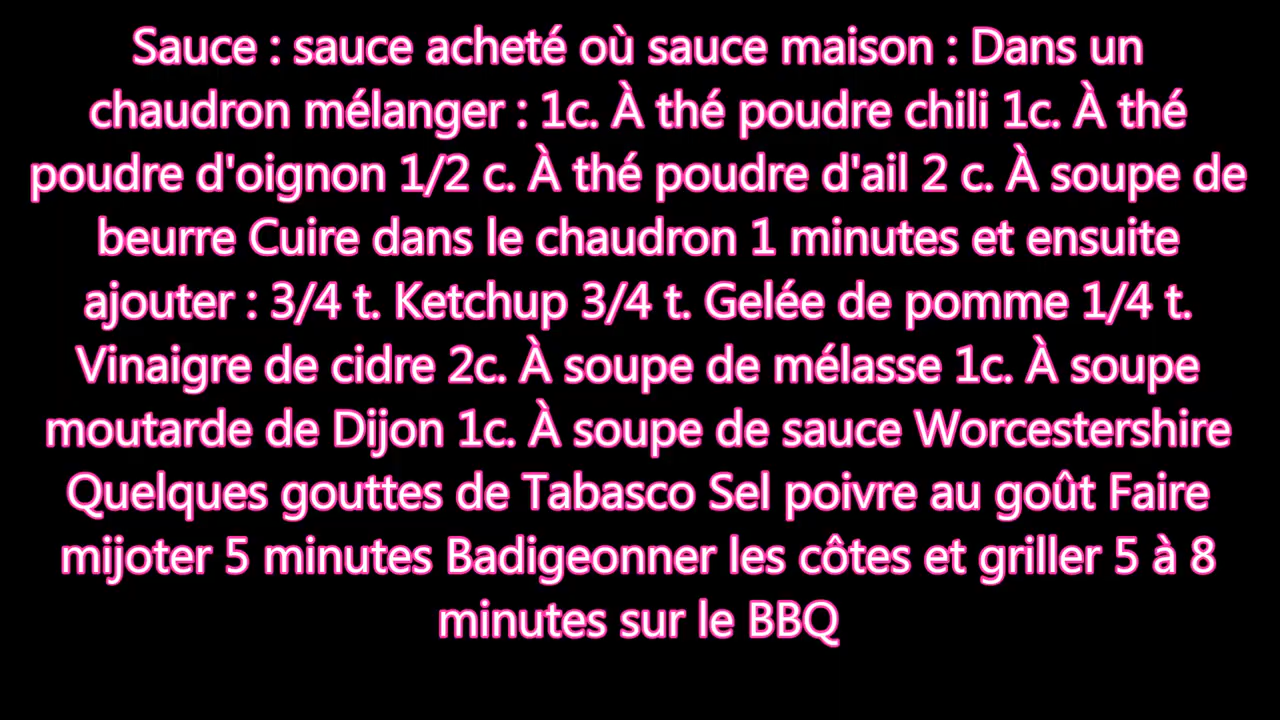 Sauce : sauce acheté où sauce maison : Dans un
chaudron mélanger : 1c. À thé poudre chili 1c. À thé
poudre d'oignon 1/2 c. À thé poudre d'ail 2 c. À soupe de
beurre Cuire dans le chaudron 1 minutes et ensuite
ajouter : 3/4 t. Ketchup 3/4 t. Gelée de pomme 1/4 t.
Vinaigre de cidre 2c. À soupe de mélasse 1c. À soupe
moutarde de Dijon 1c. À soupe de sauce Worcestershire
Quelques gouttes de Tabasco Sel poivre au goût Faire
mijoter 5 minutes Badigeonner les côtes et griller 5 à 8
minutes sur le BBQ